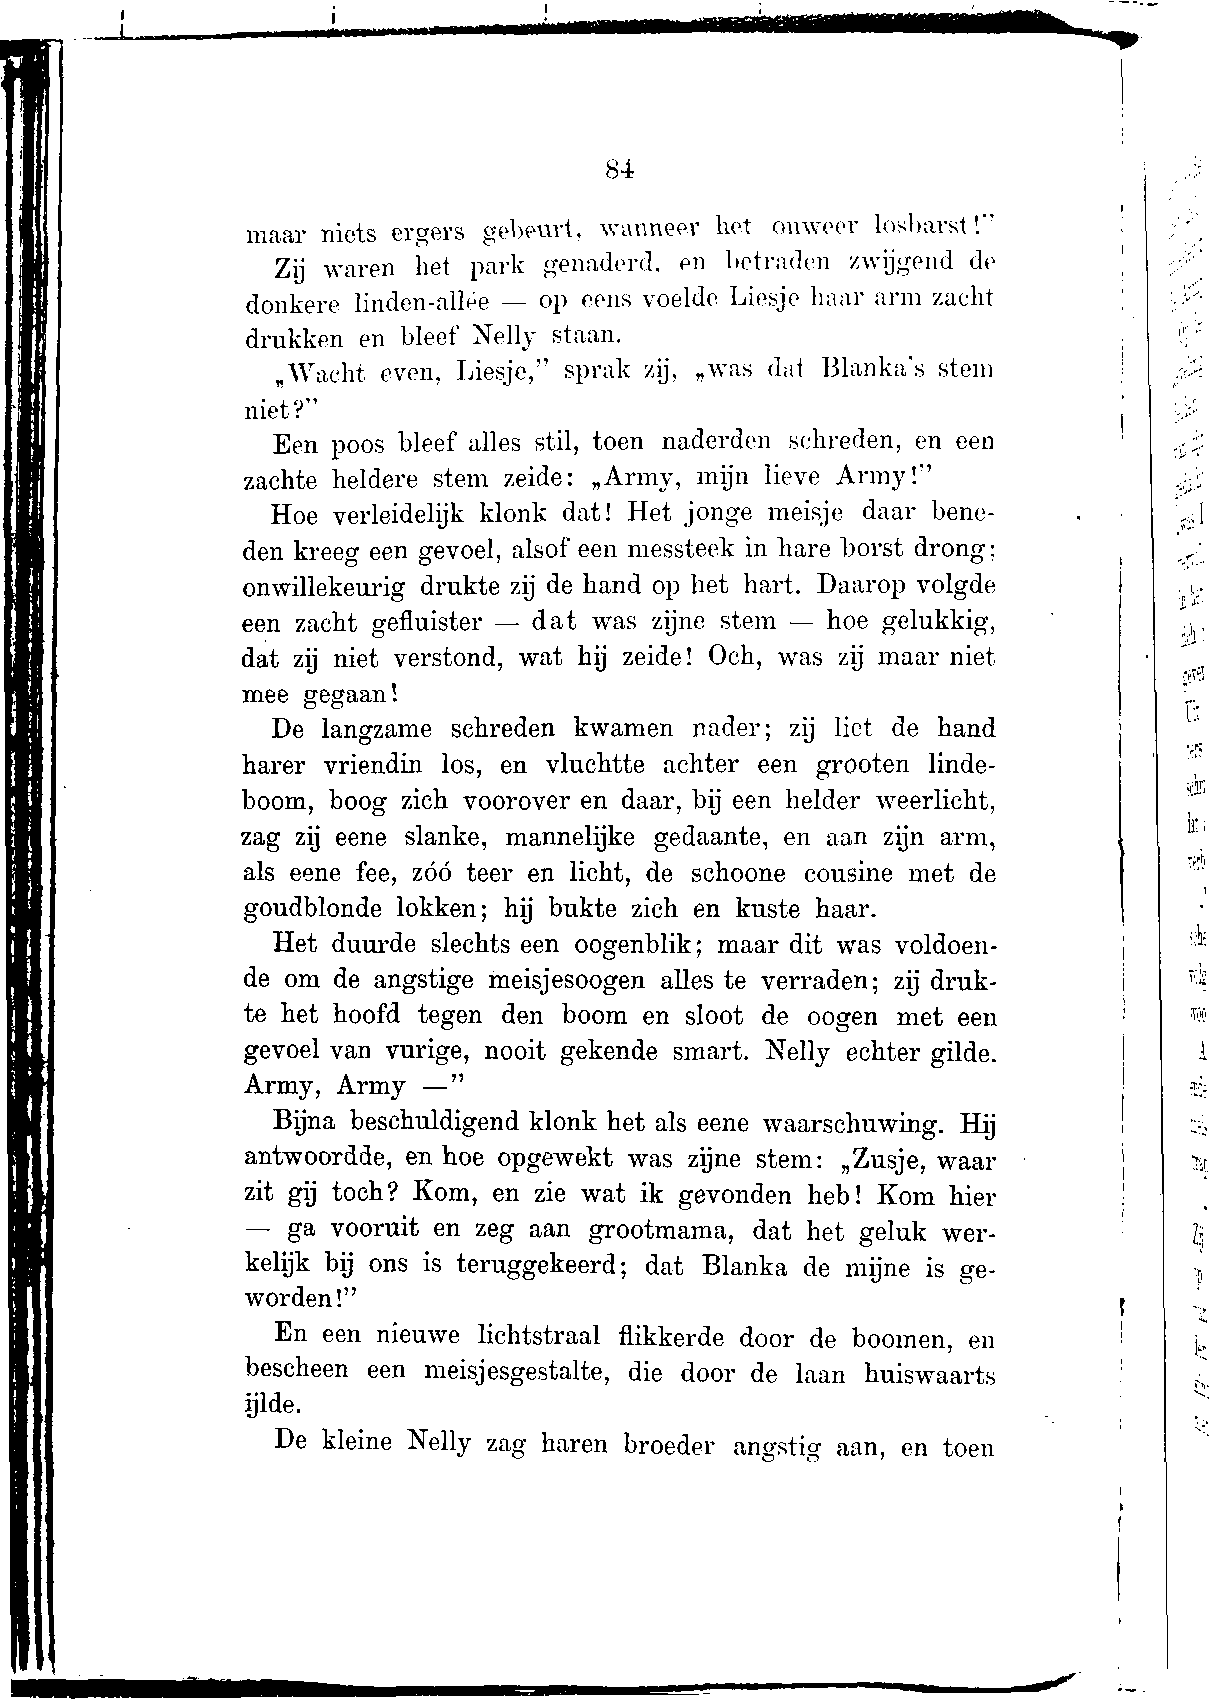 84
maar niets ergers gebeurt, wanneer het onweer losbarst!”
Zij waren het park genaderd, en betraden zwijgend de
donkere linden-allée — op eens voelde Liesje haar arm zacht
drukken en bleef Nelly staan.
„Wacht even, Liesje,” sprak zij, „was dat Blanka's stem
niet?”
Een poos bleef alles stil, toen naderden schreden, en een
zachte heldere stem zeide: „Army, mijn lieve Army!”
Hoe verleidelijk klonk dat! Het jonge meisje daar bene-
den kreeg een gevoel, alsof een messteek in hare borst drong;
onwillekeurig drukte zij de hand op het hart. Daarop volgde
een zacht gefluister — dat was zijne stem — hoe gelukkig,
dat zij niet verstond, wat hij zeide! Och, was zij maar niet
mee gegaan!
De langzame schreden kwamen nader; zij liet de hand
harer vriendin los, en vluchtte achter een grooten linde-
boom, boog zich voorover en daar, bij een helder weerlicht,
zag zij eene slanke, mannelijke gedaante, en aan zijn arm,
als eene fee, zóó teer en licht, de schoone cousine met de
goudblonde lokken; hij bukte zich en kuste haar.
Het duurde slechts een oogenblik; maar dit was voldoen-
de om de angstige meisjesoogen alles te verraden; zij druk-
te het hoofd tegen den boom en sloot de oogen met een
gevoel van vurige, nooit gekende smart. Nelly echter gilde.
Army, Army —”
Bijna beschuldigend klonk het als eene waarschuwing. Hij
antwoordde, en hoe opgewekt was zijne stem: „Zusje, waar
zit gij toch? Kom, en zie wat ik gevonden heb! Kom hier
— ga vooruit en zeg aan grootmama, dat het geluk wer-
kelijk bij ons is teruggekeerd; dat Blanka de mijne is ge-
worden!”
En een nieuwe lichtstraal flikkerde door de boomen, en
bescheen een meisjesgestalte, die door de laan huiswaarts
ijlde.
De kleine Nelly zag haren broeder angstig aan, en toen